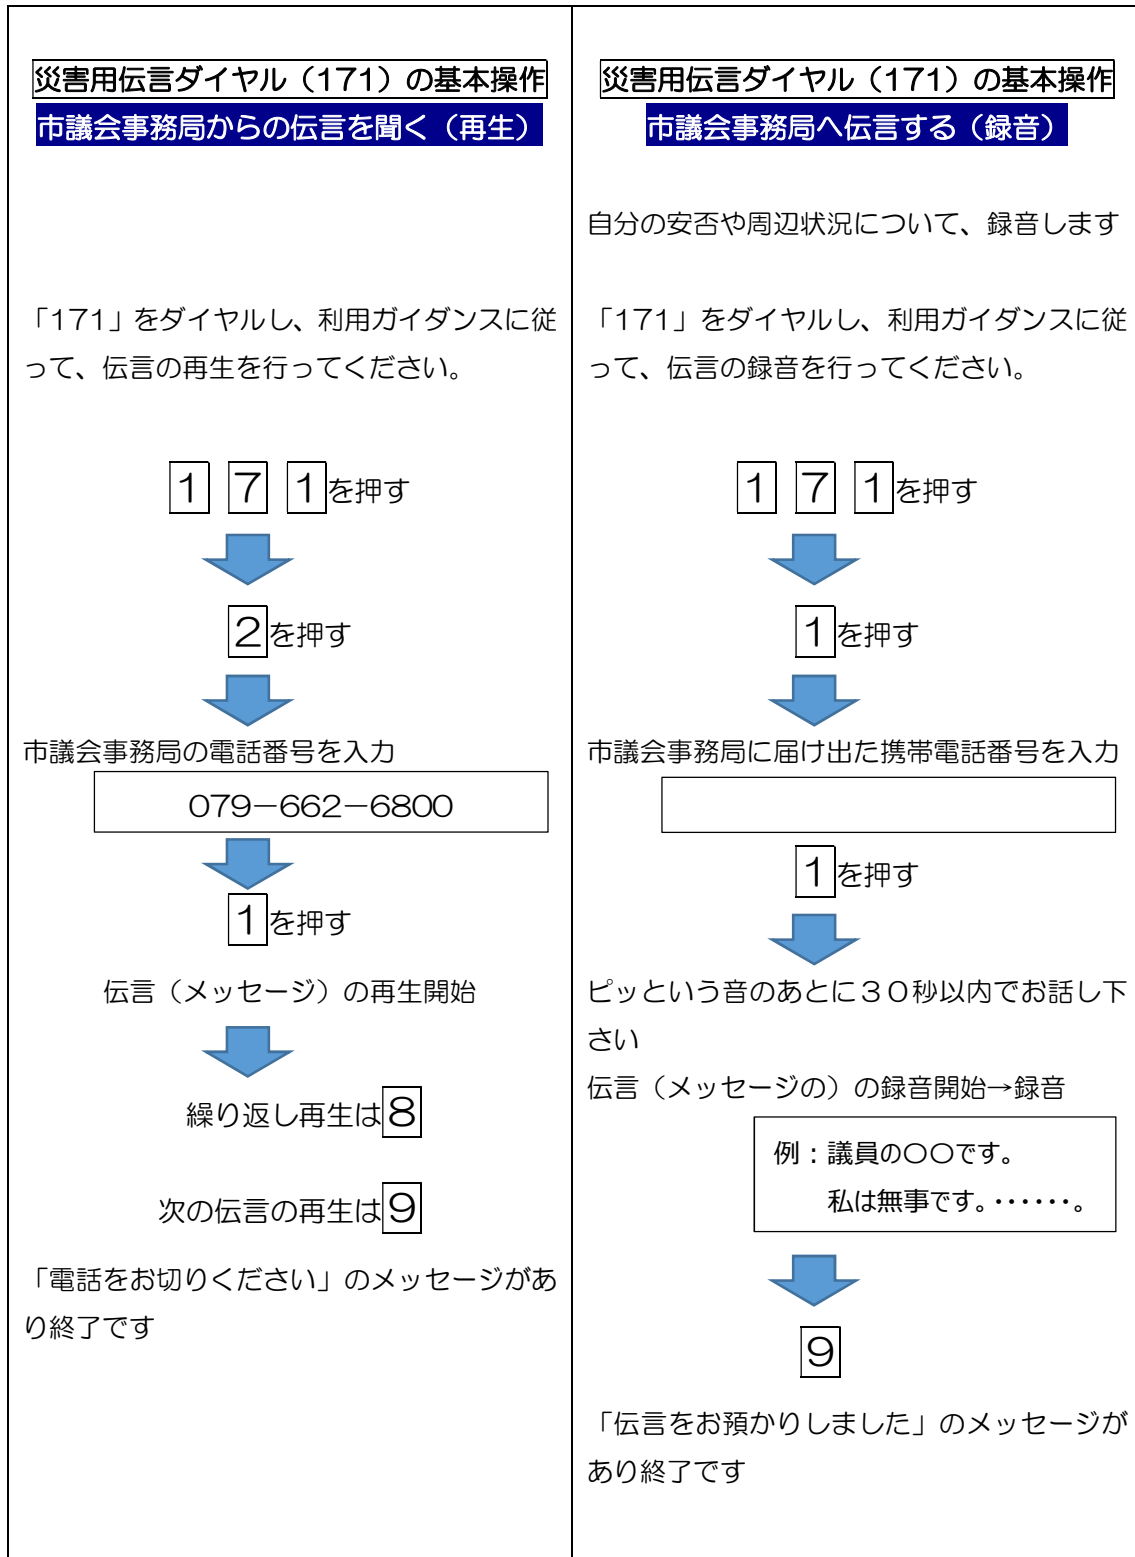 災害用伝言ダイヤル（171）の基本操作
市議会事務局からの伝言を聞く（再生）
「171」をダイヤルし、利用ガイダンスに従
って、伝言の再生を行ってください。
１ ７ １を押す
２を押す
市議会事務局の電話番号を入力
079－662－6800
１を押す
伝言（メッセージ）の再生開始
繰り返し再生は８
次の伝言の再生は９
「電話をお切りください」のメッセージがあ
り終了です
災害用伝言ダイヤル（171）の基本操作
市議会事務局へ伝言する（録音）
自分の安否や周辺状況について、録音します
「171」をダイヤルし、利用ガイダンスに従
って、伝言の録音を行ってください。
１ ７ １を押す
１を押す
市議会事務局に届け出た携帯電話番号を入力
１を押す
ピッという音のあとに３０秒以内でお話し下
さい
伝言（メッセージの）の録音開始→録音
例：議員の〇〇です。
私は無事です。・・・・・・。
９
「伝言をお預かりしました」のメッセージが
あり終了です